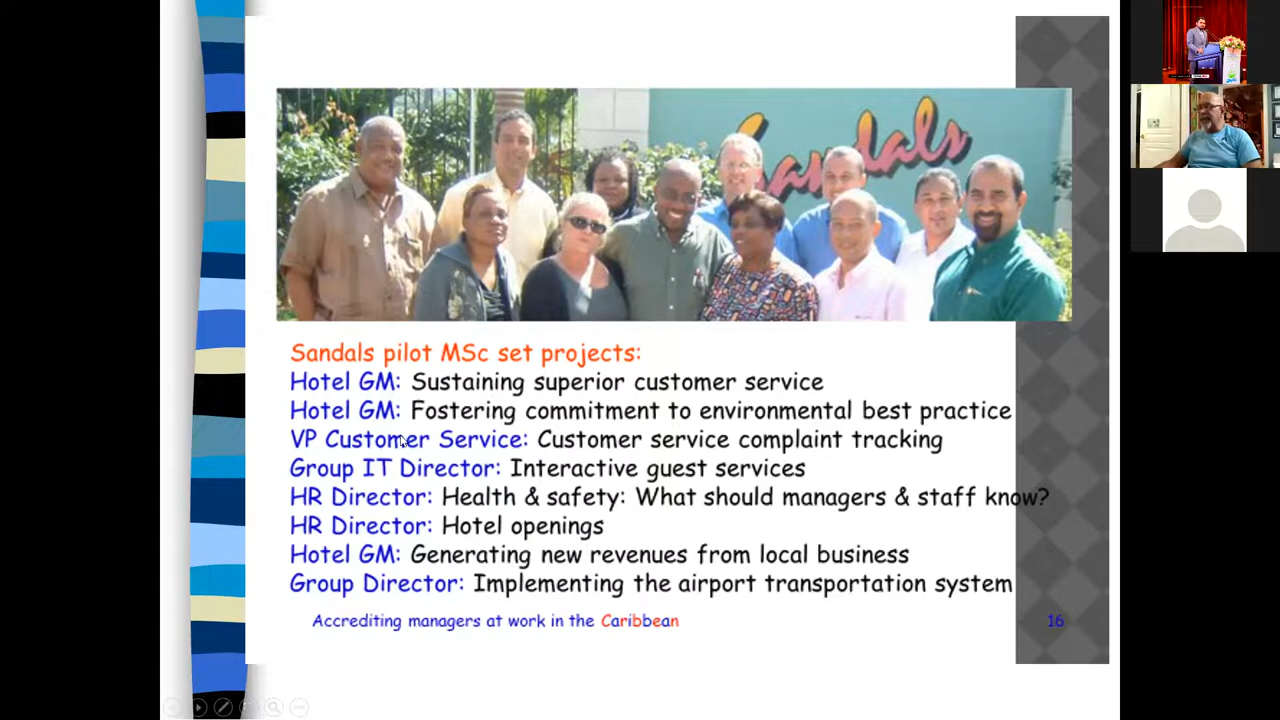 Sandals
Sandals pilot MSc set projects:
Hotel GM: Sustaining superior customer service
Hotel GM: Fostering commitment to environmental best practice
VP Customer Service: Customer service complaint tracking
Group IT Director: Interactive guest services
HR Director: Health & safety: What should managers & staff know?
HR Director: Hotel openings
Hotel GM: Generating new revenues from local business
Group Director: Implementing the airport transportation system
Accrediting managers at work in the Caribbean
16